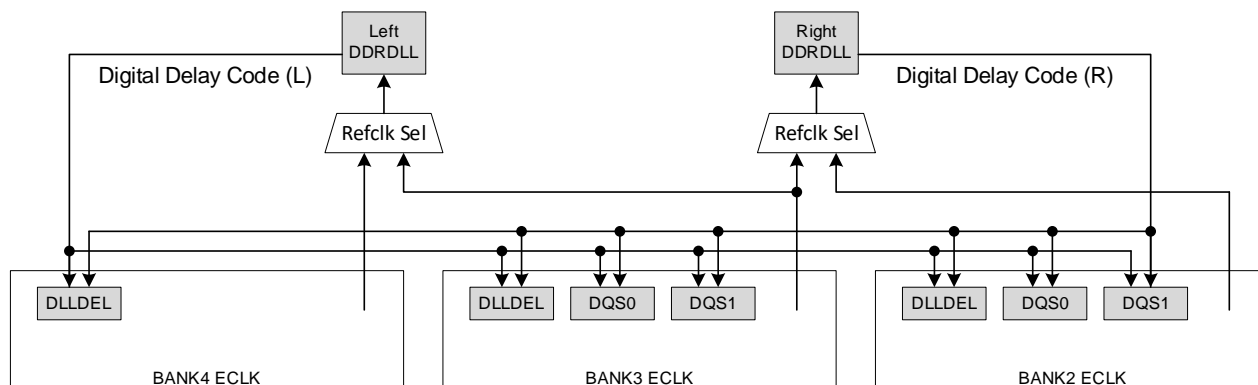 Left
DDRDLL
Right
DDRDLL
Digital Delay Code (L)
Digital Delay Code (R)
Refclk Sel
Refclk Sel
DLLDEL
DLLDEL
DQS0
DQS1
DLLDEL
DQS0
DQS1
BANK4 ECLK
BANK3 ECLK
BANK2 ECLK